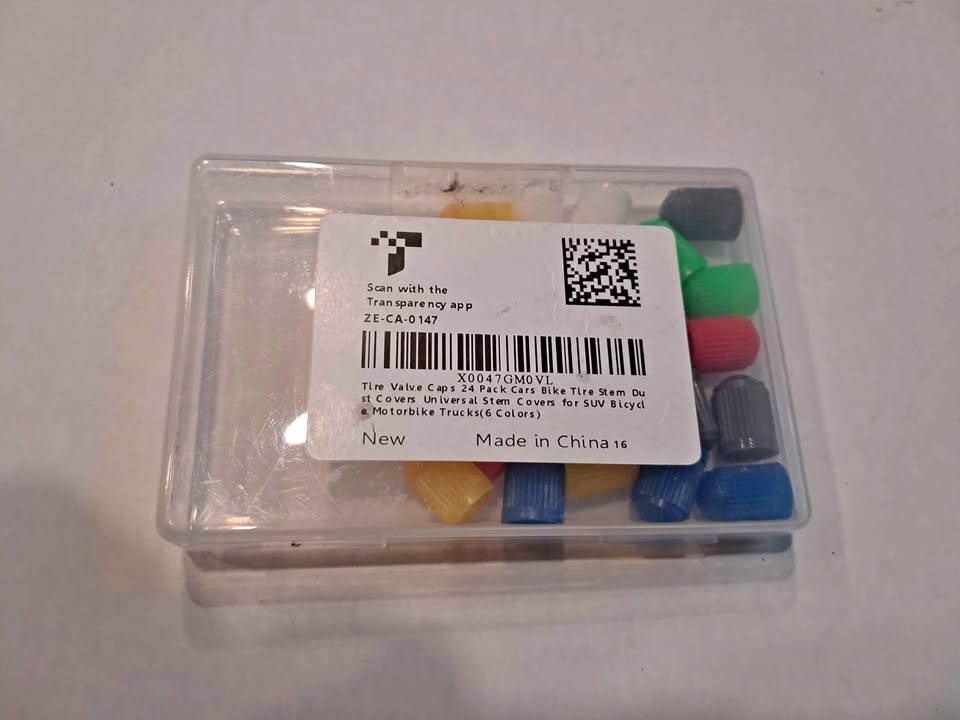 Scan with the
Transparency app
ZE-CA-0147
X0047GM0VL
Tire Valve Caps 24 Pack Cars Bike Tire Stem Du
st Covers Universal Stem Covers for SUV Bicycl
e Motorbike Trucks(6 Colors)
New
Made in China 16